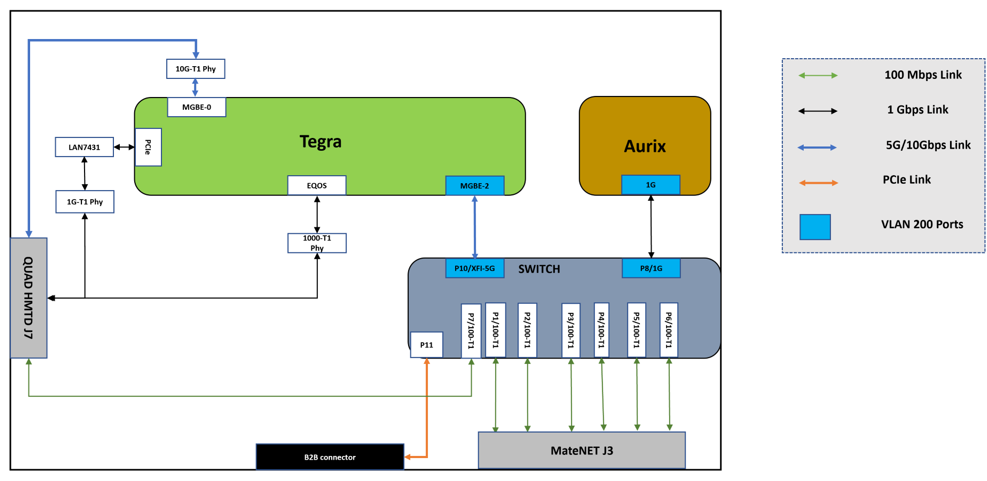 10G-T1 Phy
MGBE-0
Tegra
Aurix
LAN7431
PCIe
EQOS
MGBE-2
1G
1G-T1 Phy
1000-T1
Phy
QUAD HMTD J7
P10/XFI-5G
SWITCH
P8/1G
P11
P7/100-T1
P1/100-T1
P2/100-T1
P3/100-T1
P4/100-T1
P5/100-T1
P6/100-T1
B2B connector
MateNET J3
100 Mbps Link
1 Gbps Link
5G/10Gbps Link
PCIe Link
VLAN 200 Ports